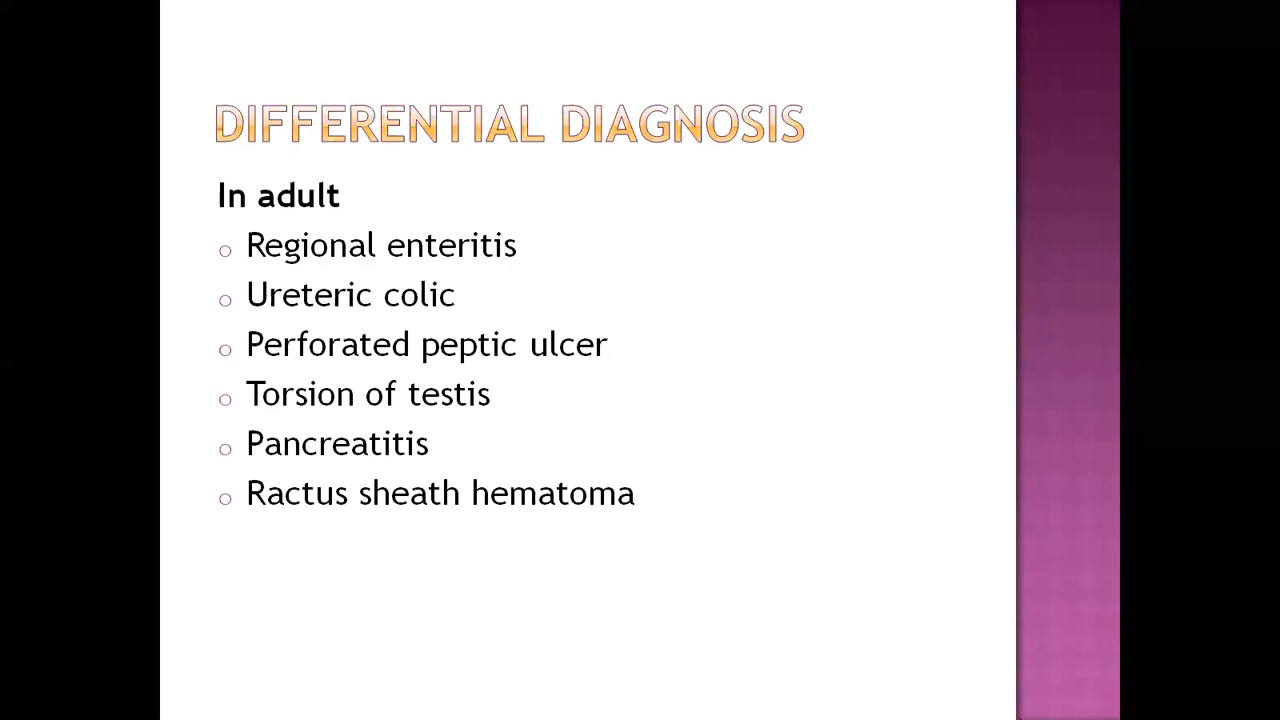 DIFFERENTIAL DIAGNOSIS
In adult
Regional enteritis
Ureteric colic
Perforated peptic ulcer
Torsion of testis
Pancreatitis
Ractus sheath hematoma